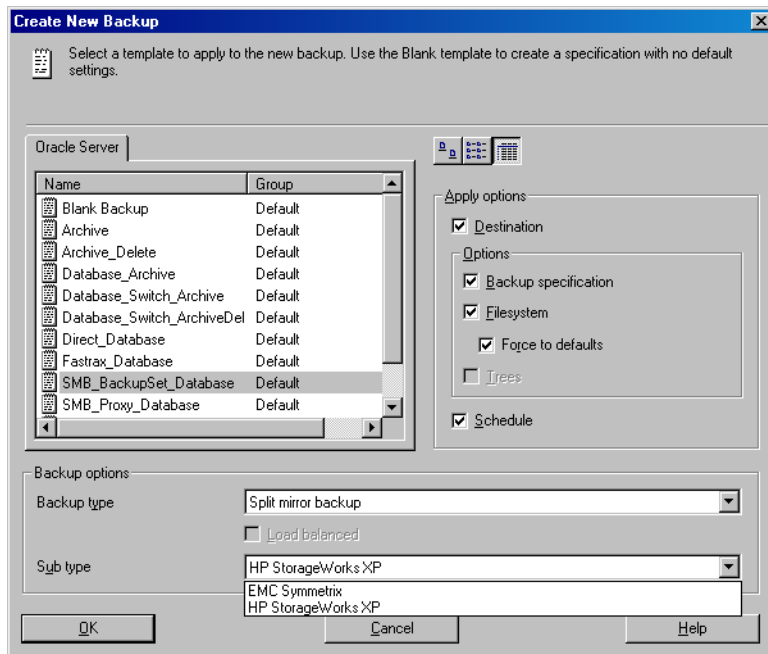 Create New Backup
Select a template to apply to the new backup. Use the Blank template to create a specification with no default
settings.
Oracle Server
Name Group
Blank Backup Default
Archive Default
Archive_Delete Default
Database_Archive Default
Database_Switch_Archive Default
Database_Switch_ArchiveDel Default
Direct_Database Default
Fastrax_Database Default
SMB_BackupSet_Database Default
SMB_Proxy_Database Default
Apply options
Destination
Options
Backup specification
Filesystem
Force to defaults
Trees
Schedule
Backup options
Backup type Split mirror backup
Load balanced
Sub type HP StorageWorks XP
EMC Symmetrix
HP StorageWorks XP
OK Cancel Help